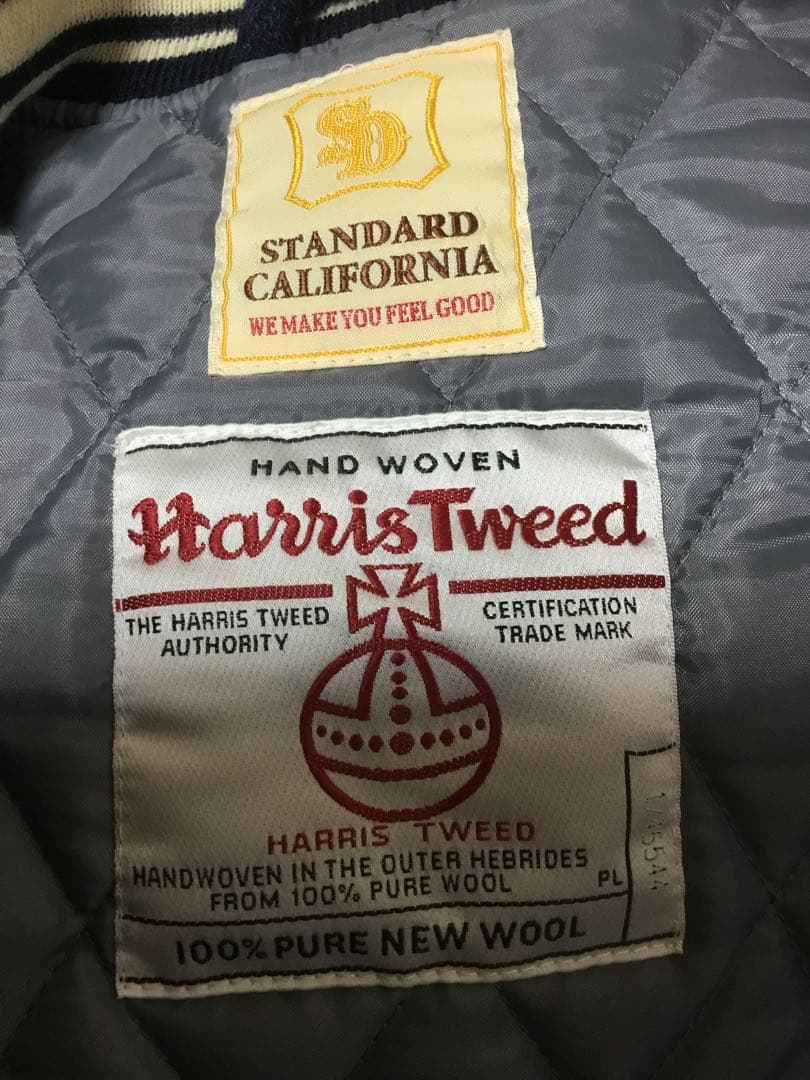 SD
STANDARD
CALIFORNIA
WE MAKE YOU FEEL GOOD
HAND WOVEN
Harris Tweed
THE HARRIS TWEED
AUTHORITY
CERTIFICATION
TRADE MARK
HARRIS TWEED
HANDWOVEN IN THE OUTER HEBRIDES
FROM 100% PURE WOOL
PL
100% PURE NEW WOOL